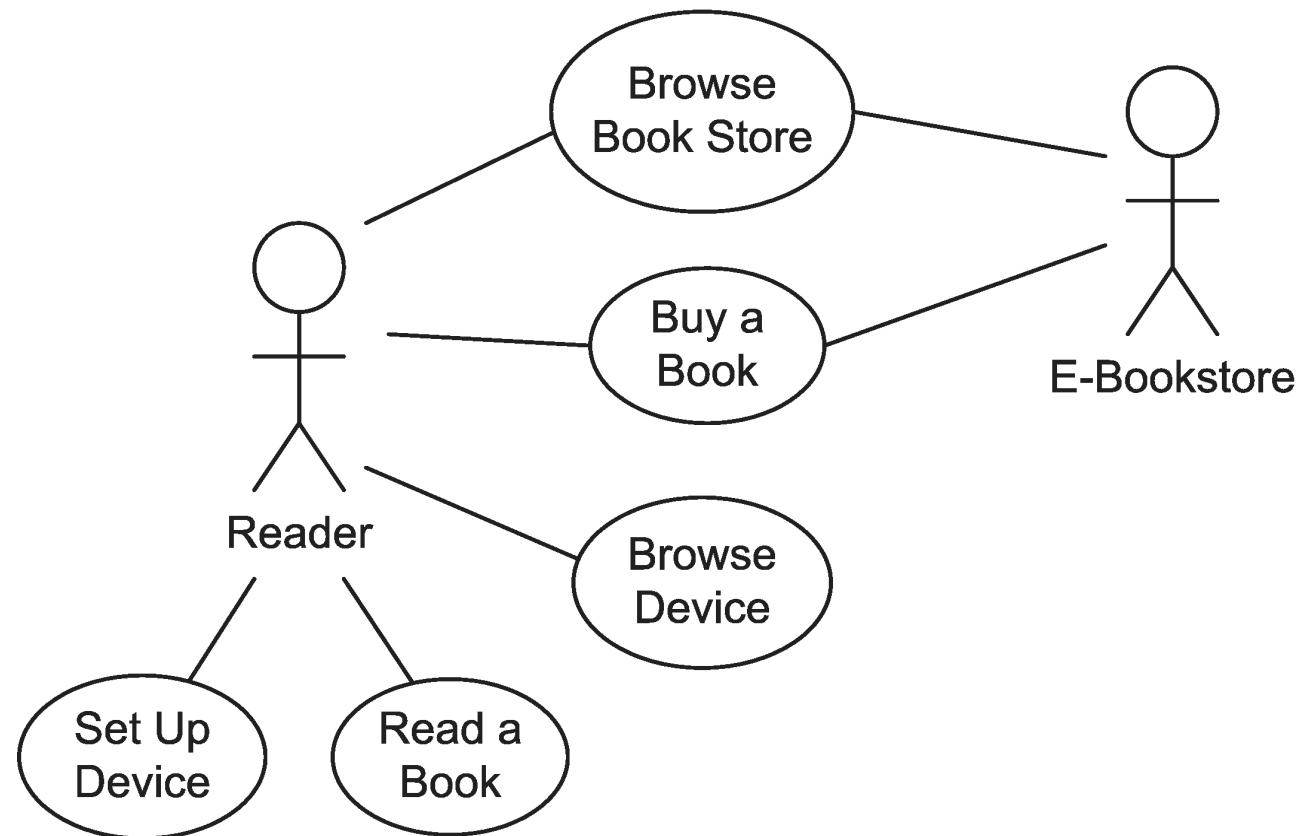 Browse
Book Store
Buy a
Book
E-Bookstore
Reader
Browse
Device
Set Up
Device
Read a
Book